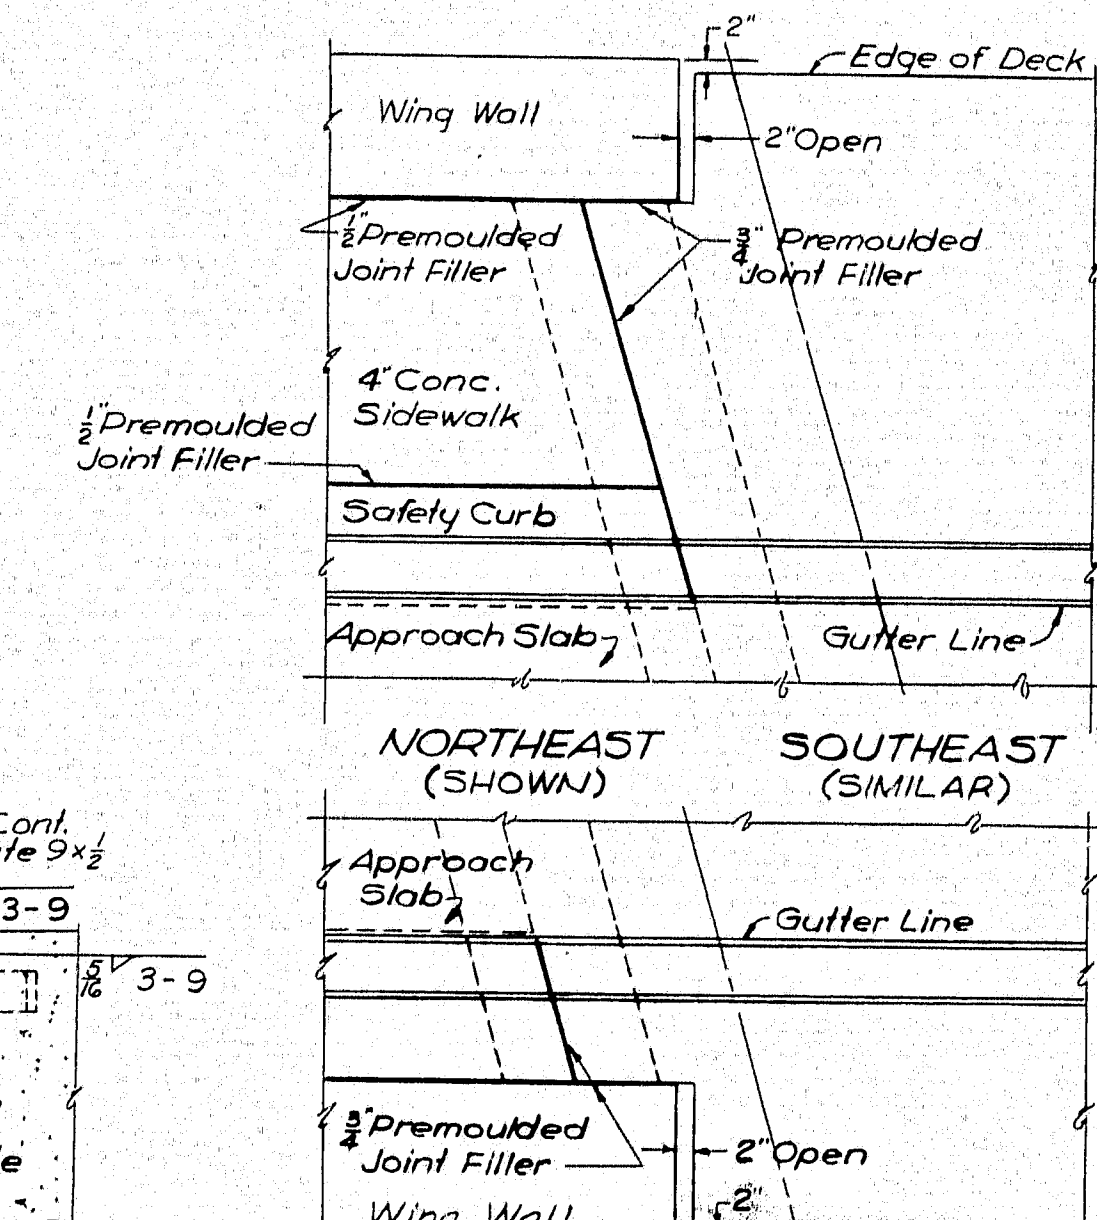 2"
Edge of Deck
Wing Wall
2" Open
1/2" Premoulded
Joint Filler
3/4" Premoulded
Joint Filler
4" Conc.
Sidewalk
1/2" Premoulded
Joint Filler
Safety Curb
Approach Slab
Gutter Line
NORTHEAST
(SHOWN)
SOUTHEAST
(SIMILAR)
Cont.
9 x 1/2
3-9
5/16 3-9
Approach
Slab
Gutter Line
3/4" Premoulded
Joint Filler
2" Open
2"
Wing Wall